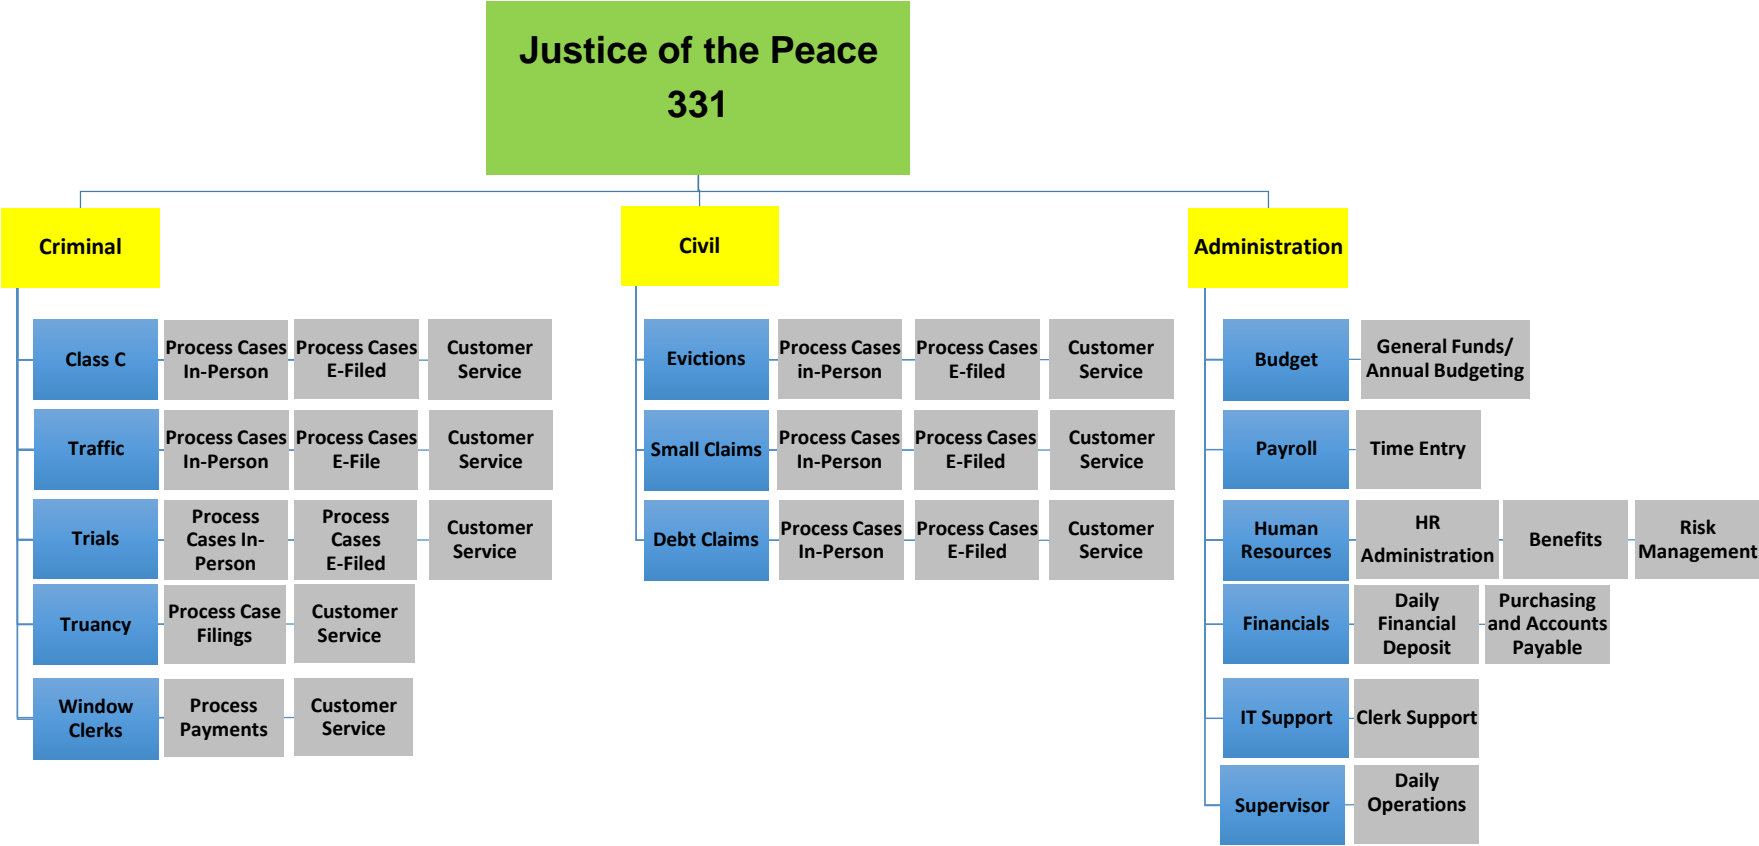 Justice of the Peace
331
Criminal
Class C
Process Cases
In-Person
Process Cases
E-Filed
Customer
Service
Traffic
Process Cases
In-Person
Process Cases
E-File
Customer
Service
Trials
Process
Cases In-
Person
Process
Cases
E-Filed
Customer
Service
Truancy
Process Case
Filings
Customer
Service
Window
Clerks
Process
Payments
Customer
Service
Civil
Evictions
Process Cases
in-Person
Process Cases
E-filed
Customer
Service
Small Claims
Process Cases
In-Person
Process Cases
E-Filed
Customer
Service
Debt Claims
Process Cases
In-Person
Process Cases
E-Filed
Customer
Service
Administration
Budget
General Funds/
Annual Budgeting
Payroll
Time Entry
Human
Resources
HR
Administration
Benefits
Risk
Management
Financials
Daily
Financial
Deposit
Purchasing
and Accounts
Payable
IT Support
Clerk Support
Supervisor
Daily
Operations